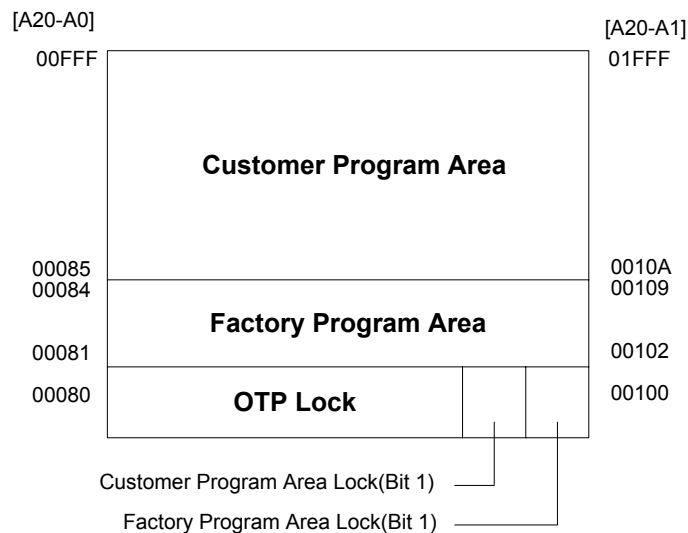 [A20-A0] [A20-A1]
00FFF 01FFF
Customer Program Area
00085 0010A
00084 00109
Factory Program Area
00081 00102
00080 OTP Lock 00100
Customer Program Area Lock(Bit 1)
Factory Program Area Lock(Bit 1)